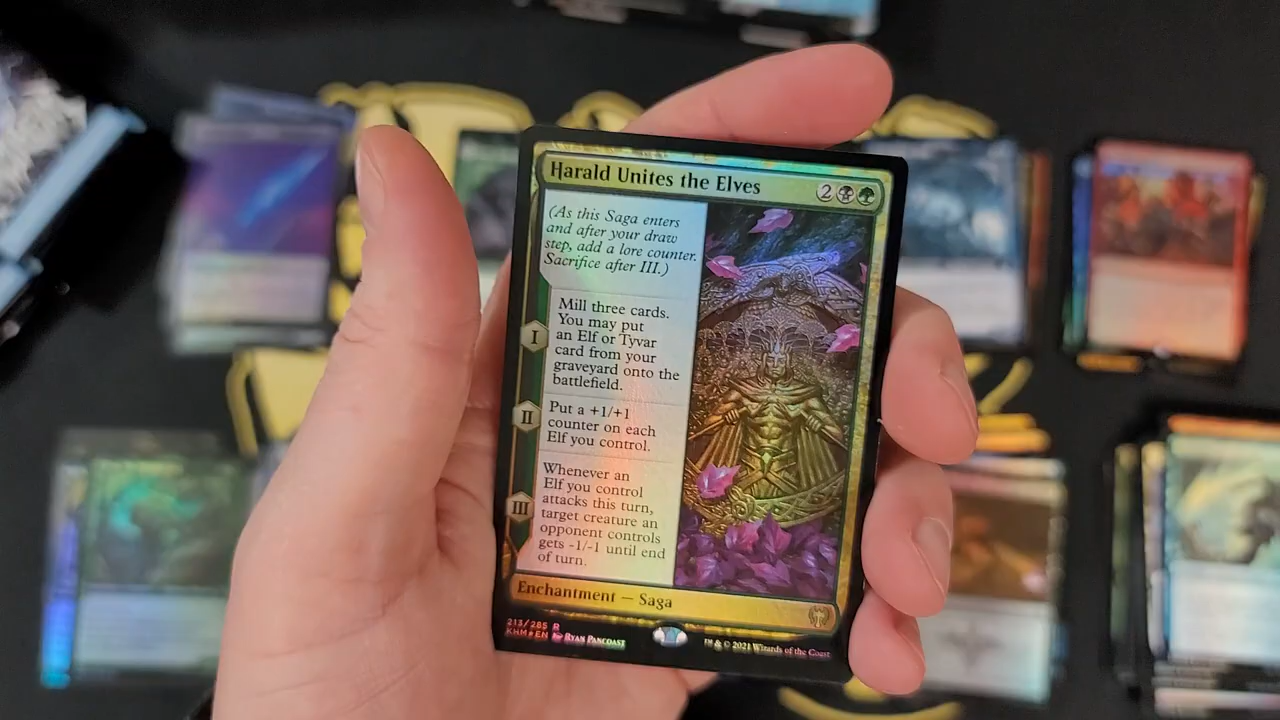 Harald Unites the Elves 2
(As this Saga enters
and after your draw
step, add a lore counter.
Sacrifice after III.)
I
Mill three cards.
You may put
an Elf or Tyvar
card from your
graveyard onto the
battlefield.
II
Put a +1/+1
counter on each
Elf you control.
III
Whenever an
Elf you control
attacks this turn,
target creature an
opponent controls
gets -1/-1 until end
of turn.
Enchantment — Saga
213/285 R
KHM★EN Ryan Pancoast
™ & © 2021 Wizards of the Coast